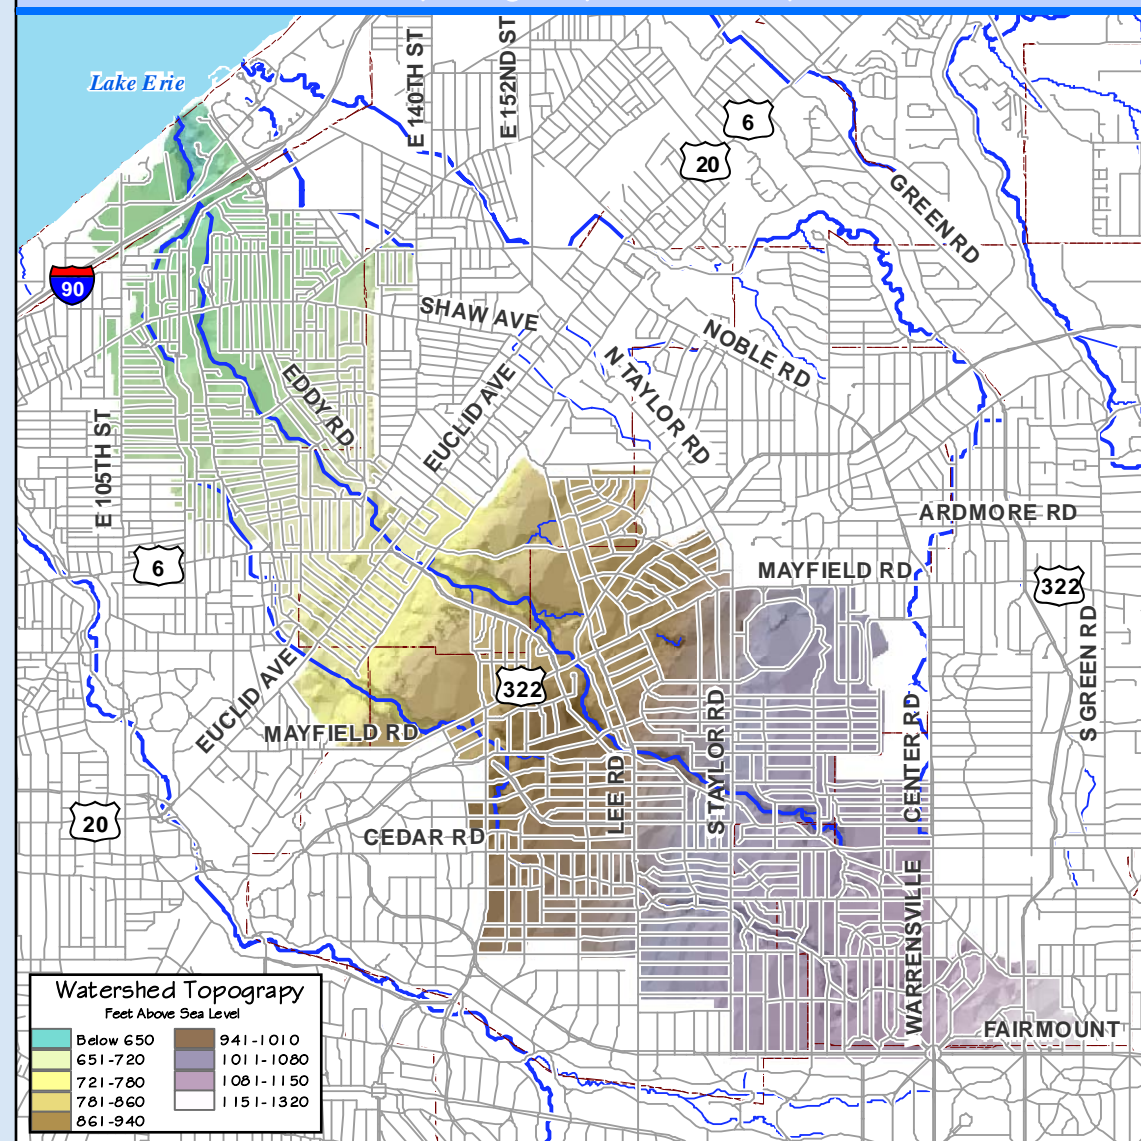 Lake Erie
E 140TH ST
E 152ND ST
6
20
GREEN RD
90
SHAW AVE
NOBLE RD
N TAYLOR RD
EDDY RD
EUCLID AVE
E 105TH ST
ARDMORE RD
6
MAYFIELD RD
322
S GREEN RD
EUCLID AVE
322
MAYFIELD RD
S TAYLOR RD
CENTER RD
LEE RD
20
CEDAR RD
WARRENSVILLE
FAIRMOUNT
Watershed Topograpy
Feet Above Sea Level
Below 650
651-720
721-780
781-860
861-940
941-1010
1011-1080
1081-1150
1151-1320